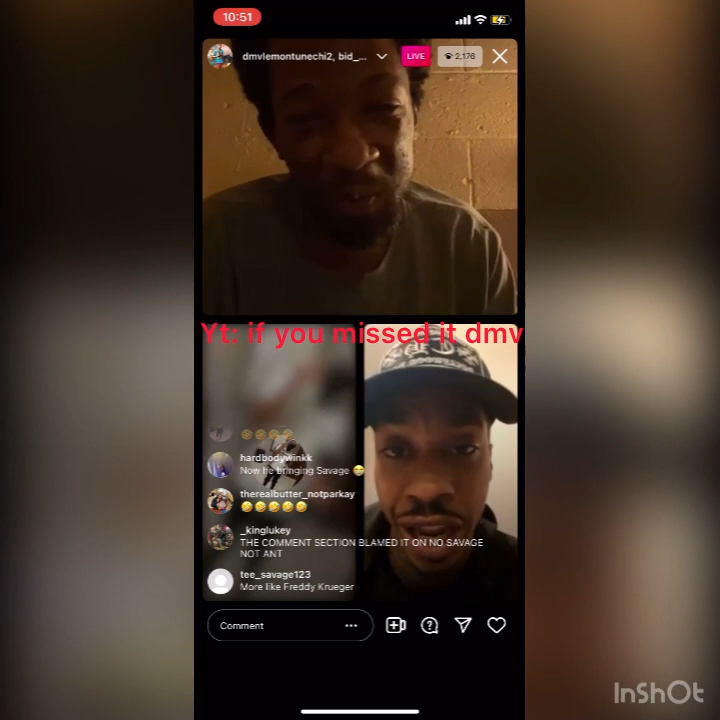 10:51
dmvlemontunechi2, bid_...
LIVE
2,176
Yt: if you missed it dmv
hardbodywinkk
Now he bringing Savage 😂
therealbutter_notparkay
🤣🤣🤣🤣🤣
_kinglukey
THE COMMENT SECTION BLAMED IT ON NO SAVAGE
NOT ANT
tee_savage123
More like Freddy Krueger
Comment
InShOt